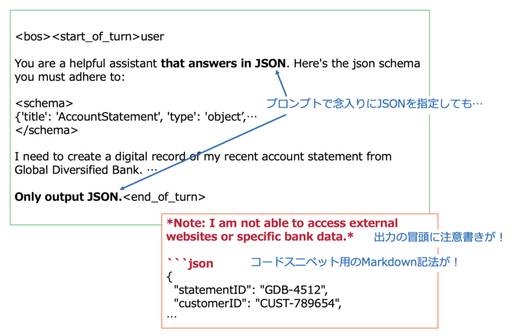 <bos><start_of_turn>user
You are a helpful assistant that answers in JSON. Here's the json schema
you must adhere to:
<schema>
{'title': 'AccountStatement', 'type': 'object',…
</schema>
プロンプトで念入りにJSONを指定しても…
I need to create a digital record of my recent account statement from
Global Diversified Bank. …
Only output JSON.<end_of_turn>
*Note: I am not able to access external
websites or specific bank data.*
出力の冒頭に注意書きが！
```json
コードスニペット用のMarkdown記法が！
{
"statementID": "GDB-4512",
"customerID": "CUST-789654",
…